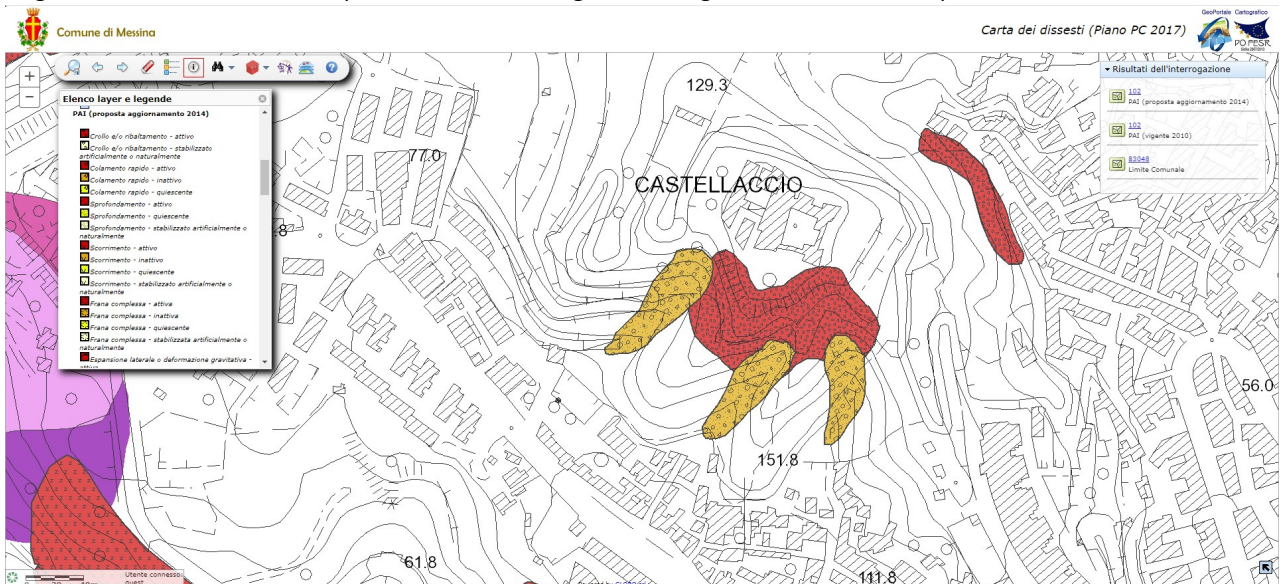 Comune di Messina
Carta dei dissesti (Piano PC 2017)
GeoPortale Cartografico
PO FESR
Elenco layer e legende
PAI (proposta aggiornamento 2014)
Crollo e/o ribaltamento - attivo
Crollo e/o ribaltamento - stabilizzato
artificialmente o naturalmente
Colamento rapido - attivo
Colamento rapido - inattivo
Colamento rapido - quiescente
Sprofondamento - attivo
Sprofondamento - quiescente
Sprofondamento - stabilizzato artificialmente o
naturalmente
Scorrimento - attivo
Scorrimento - inattivo
Scorrimento - quiescente
Scorrimento - stabilizzato artificialmente o
naturalmente
Frana complessa - attiva
Frana complessa - inattiva
Frana complessa - quiescente
Frana complessa - stabilizzata artificialmente o
naturalmente
Espansione laterale o deformazione gravitativa -
attiva
Risultati dell'interrogazione
102
PAI (proposta aggiornamento 2014)
102
PAI (vigente 2010)
83048
Limite Comunale
129.3
77.0
CASTELLACCIO
.8
56.0
151.8
61.8
111.8
Utente connesso:
guest